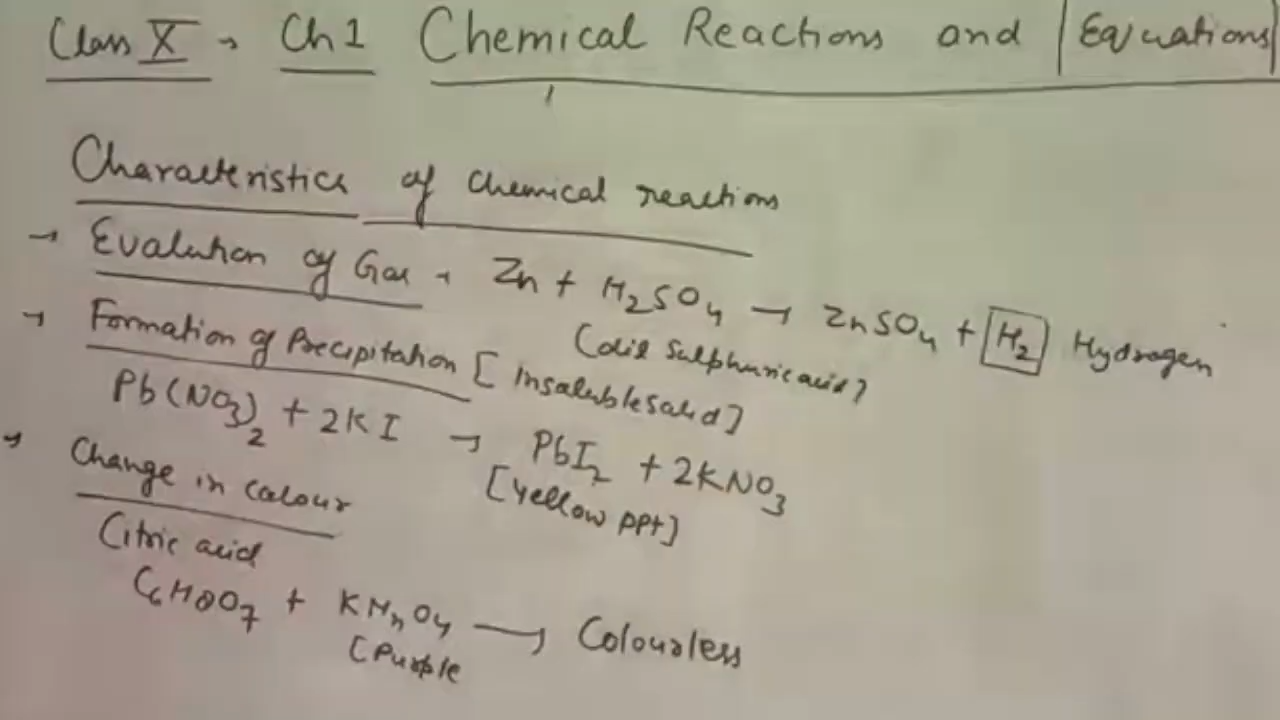 Class X → Ch 1 Chemical Reactions and Equations
Characteristics of chemical reactions
→ Evalution of Gas → Zn + H₂SO₄ → ZnSO₄ + H₂ Hydrogen
(dil Sulphuric acid)
→ Formation of Precipitation [Insoluble Solid]
Pb(NO₃)₂ + 2KI → PbI₂ + 2KNO₃
[Yellow ppt]
→ Change in colour
Citric acid
C₆H8O₇ + KMnO₄ → Colourless
(Purple